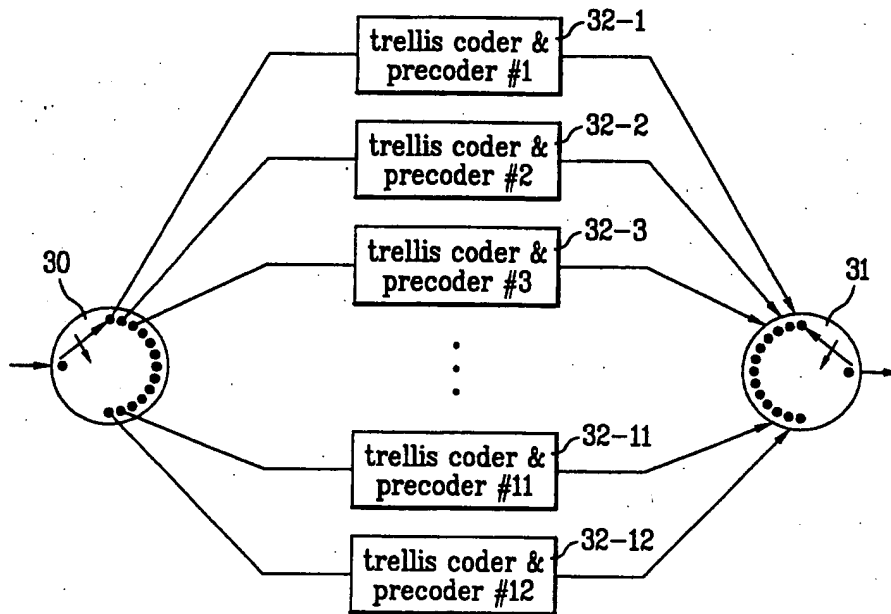 32-1
trellis coder &
precoder #1
32-2
trellis coder &
precoder #2
32-3
trellis coder &
precoder #3
30
31
32-11
trellis coder &
precoder #11
32-12
trellis coder &
precoder #12